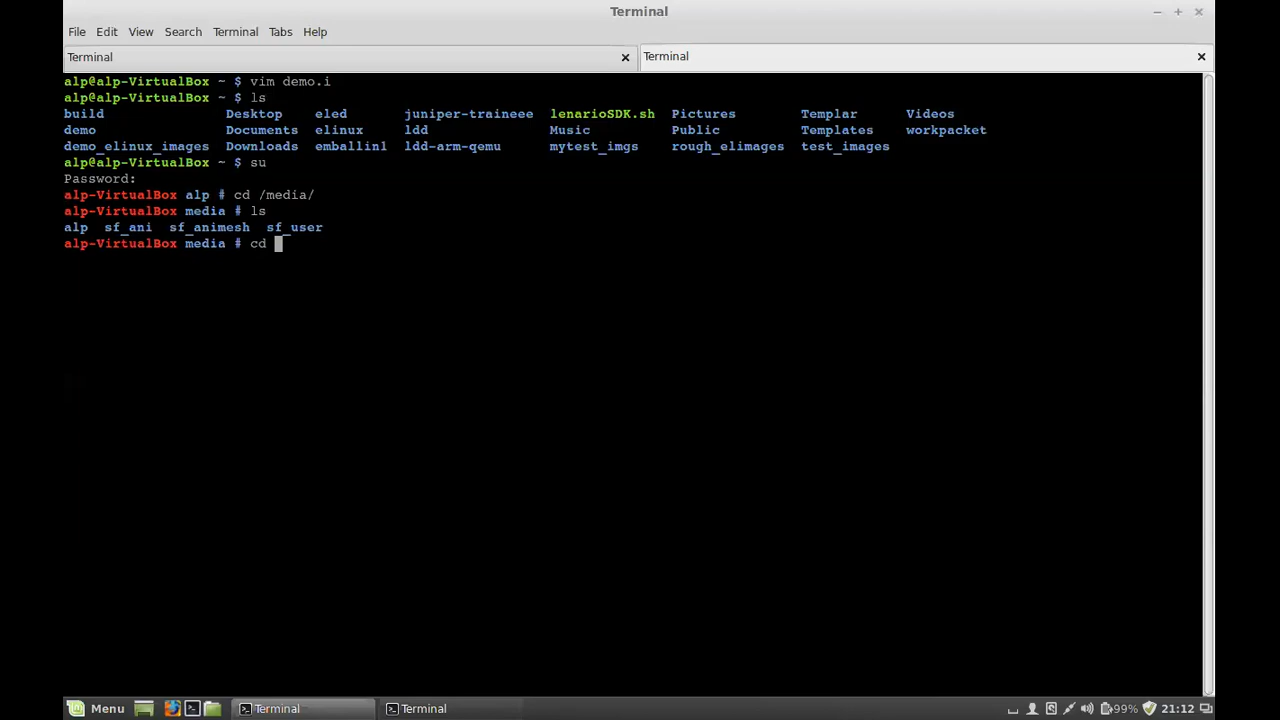 Terminal
File Edit View Search Terminal Tabs Help
Terminal Terminal
alp@alp-VirtualBox ~ $ vim demo.i
alp@alp-VirtualBox ~ $ ls
build Desktop eled juniper-traineee lenarioSDK.sh Pictures Templar Videos
demo Documents elinux ldd Music Public Templates workpacket
demo_elinux_images Downloads emballin1 ldd-arm-qemu mytest_imgs rough_elimages test_images
alp@alp-VirtualBox ~ $ su
Password:
alp-VirtualBox alp # cd /media/
alp-VirtualBox media # ls
alp sf_ani sf_animesh sf_user
alp-VirtualBox media # cd
Menu Terminal Terminal 99% 21:12